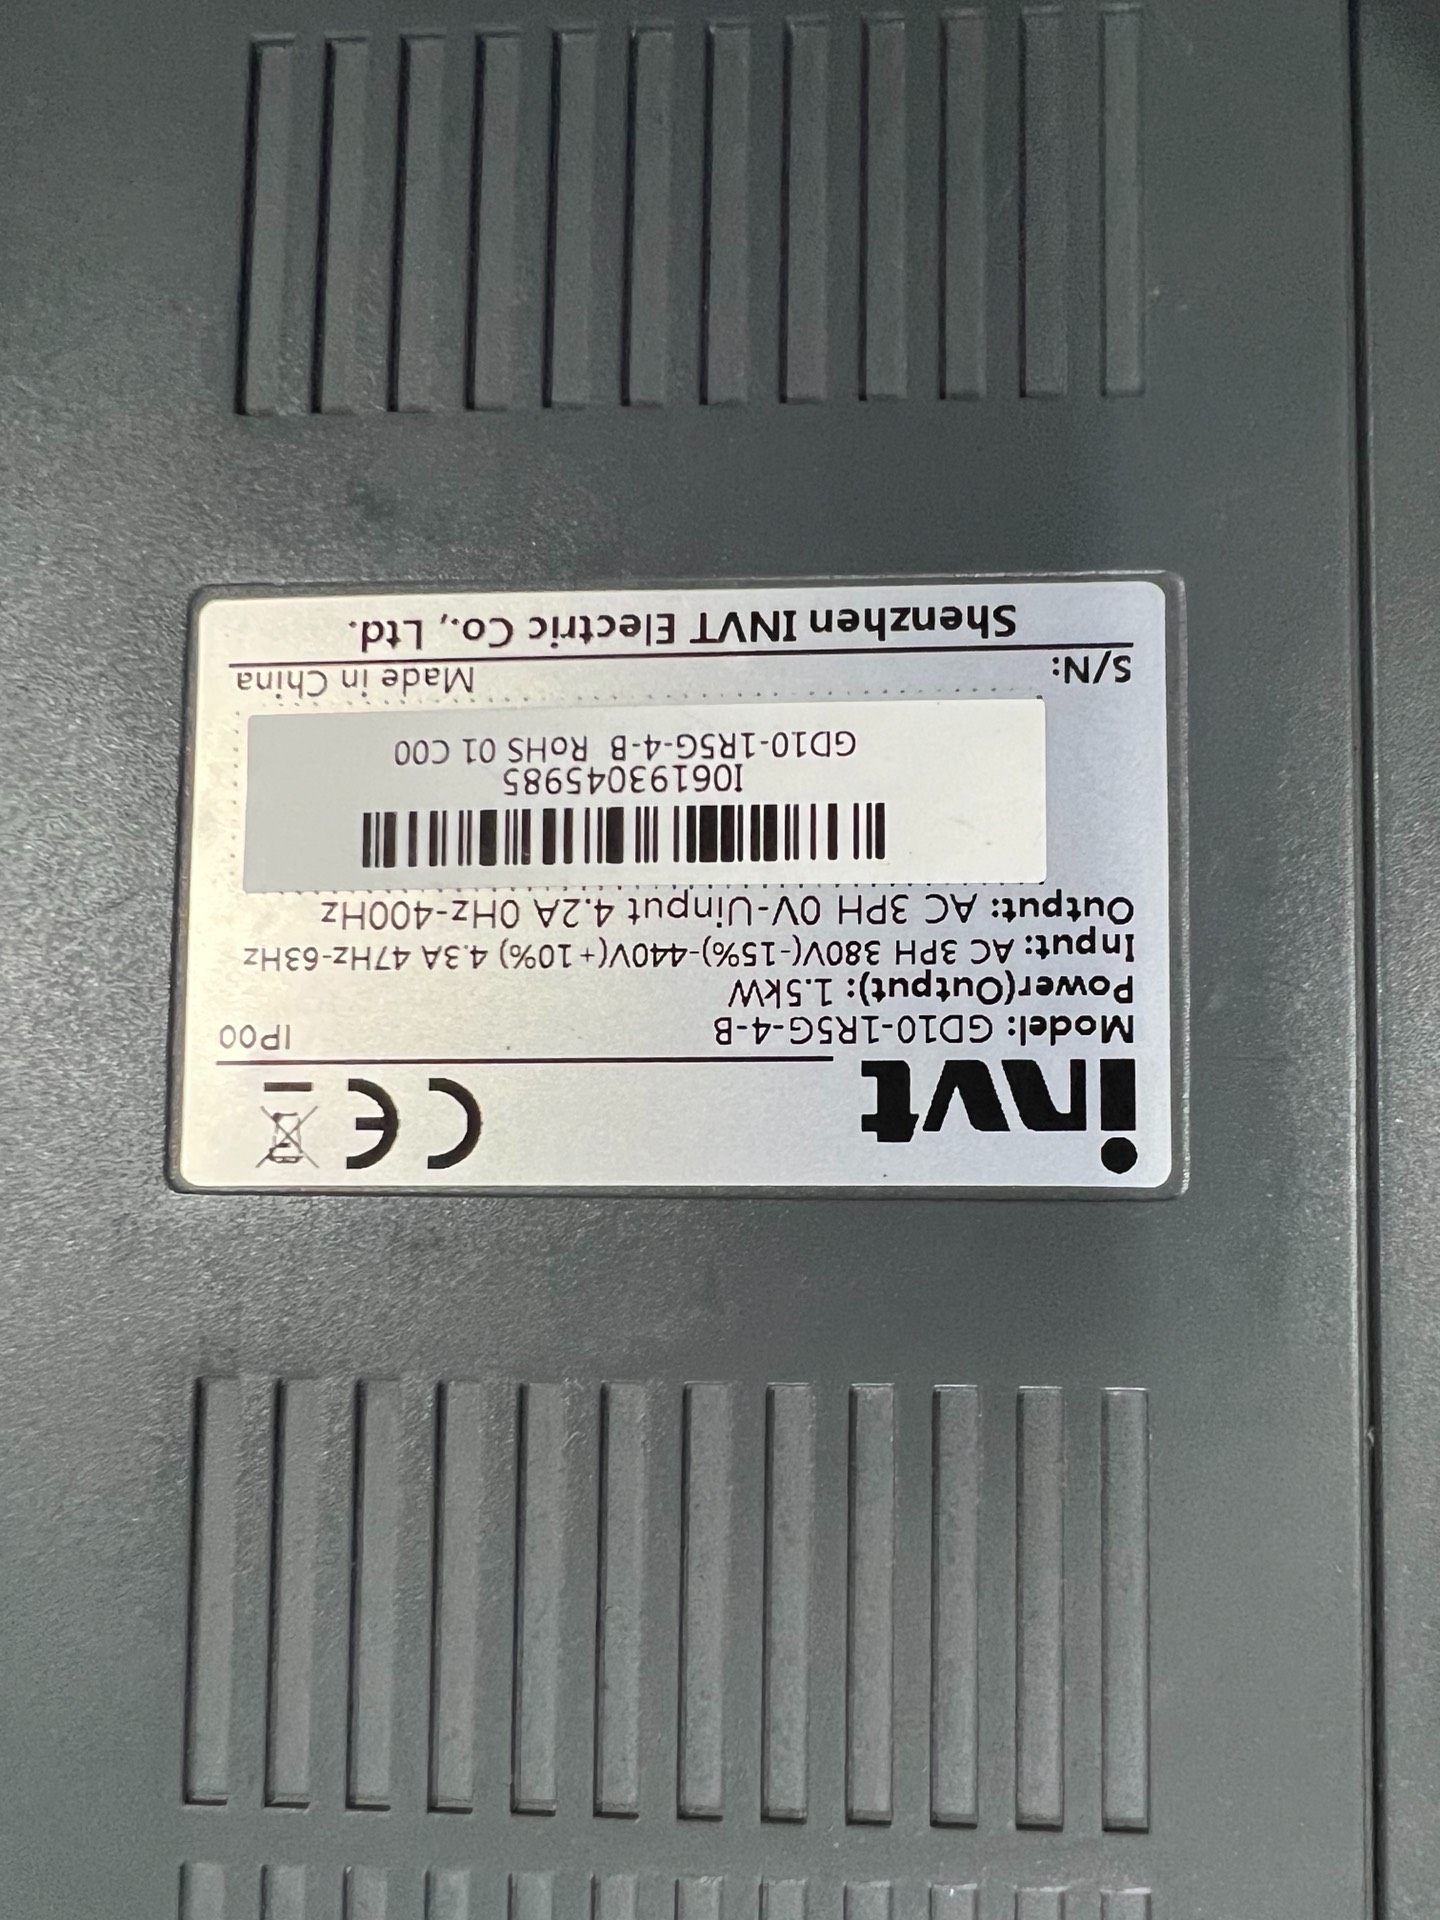 invt
CE
Model: GD10-1R5G-4-B IP00
Power(Output): 1.5kW
Input: AC 3PH 380V(-15%)-440V(+10%) 4.3A 47Hz-63Hz
Output: AC 3PH 0V-Uinput 4.2A 0Hz-400Hz
I06193045985
GD10-1R5G-4-B RoHS 01 C00
S/N: Made in China
Shenzhen INVT Electric Co., Ltd.